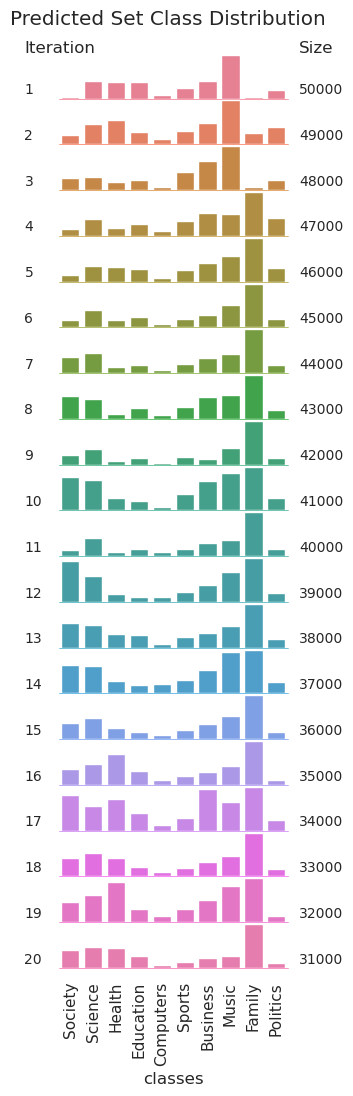 Predicted Set Class Distribution
Iteration Size
1 50000
2 49000
3 48000
4 47000
5 46000
6 45000
7 44000
8 43000
9 42000
10 41000
11 40000
12 39000
13 38000
14 37000
15 36000
16 35000
17 34000
18 33000
19 32000
20 31000
Society
Science
Health
Education
Computers
Sports
Business
Music
Family
Politics
classes